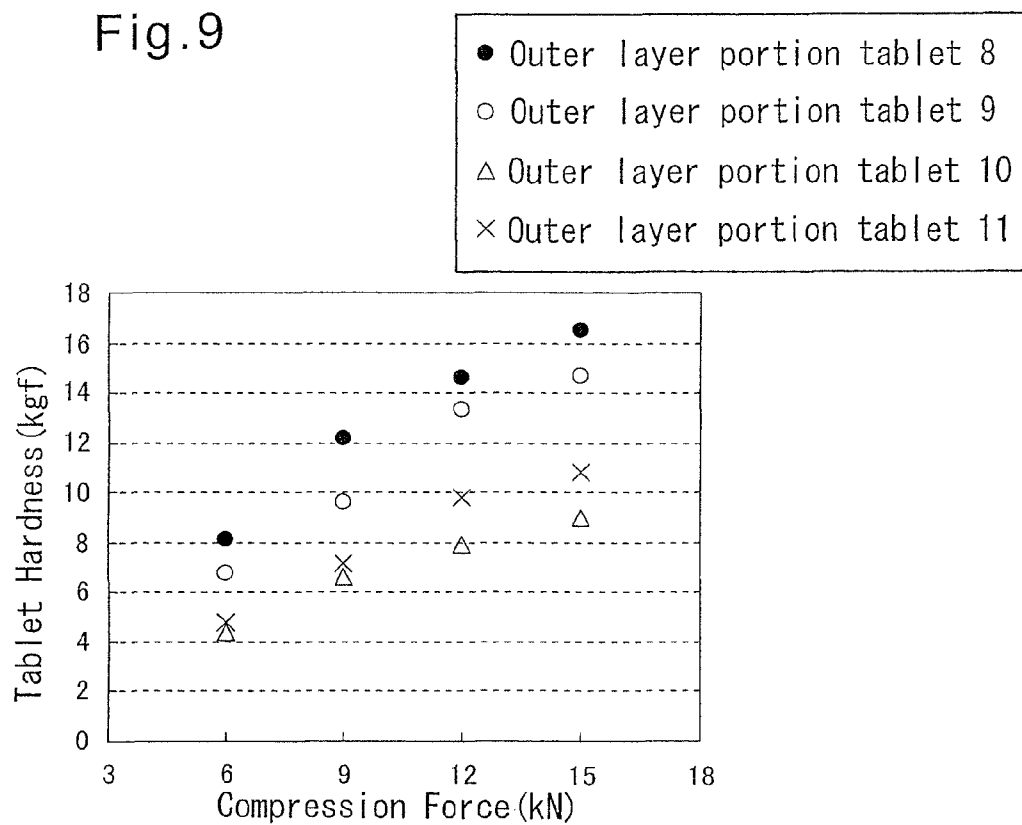 Fig.9
● Outer layer portion tablet 8
○ Outer layer portion tablet 9
△ Outer layer portion tablet 10
× Outer layer portion tablet 11
18
16
14
12
10
8
6
4
2
0
Tablet Hardness(kgf)
3 6 9 12 15 18
Compression Force(kN)